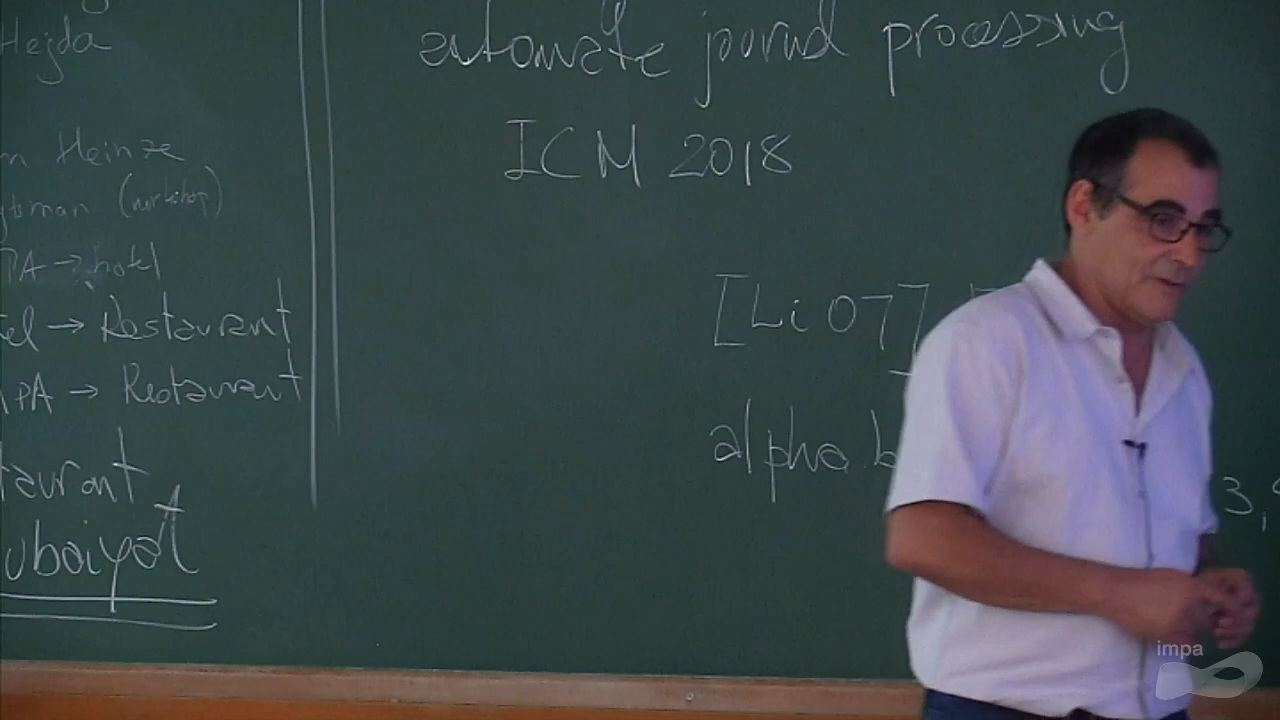 Hejda
Heinze
(workshop)
PA → hotel
el → Restaurant
PA → Restaurant
taurant
ubaiyat
automate journal processing
ICM 2018
[Li 07]
alpha.b
3,
impa